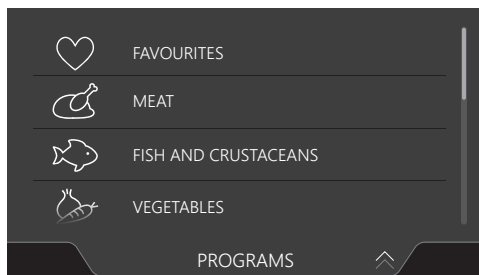 FAVOURITES
MEAT
FISH AND CRUSTACEANS
VEGETABLES
PROGRAMS